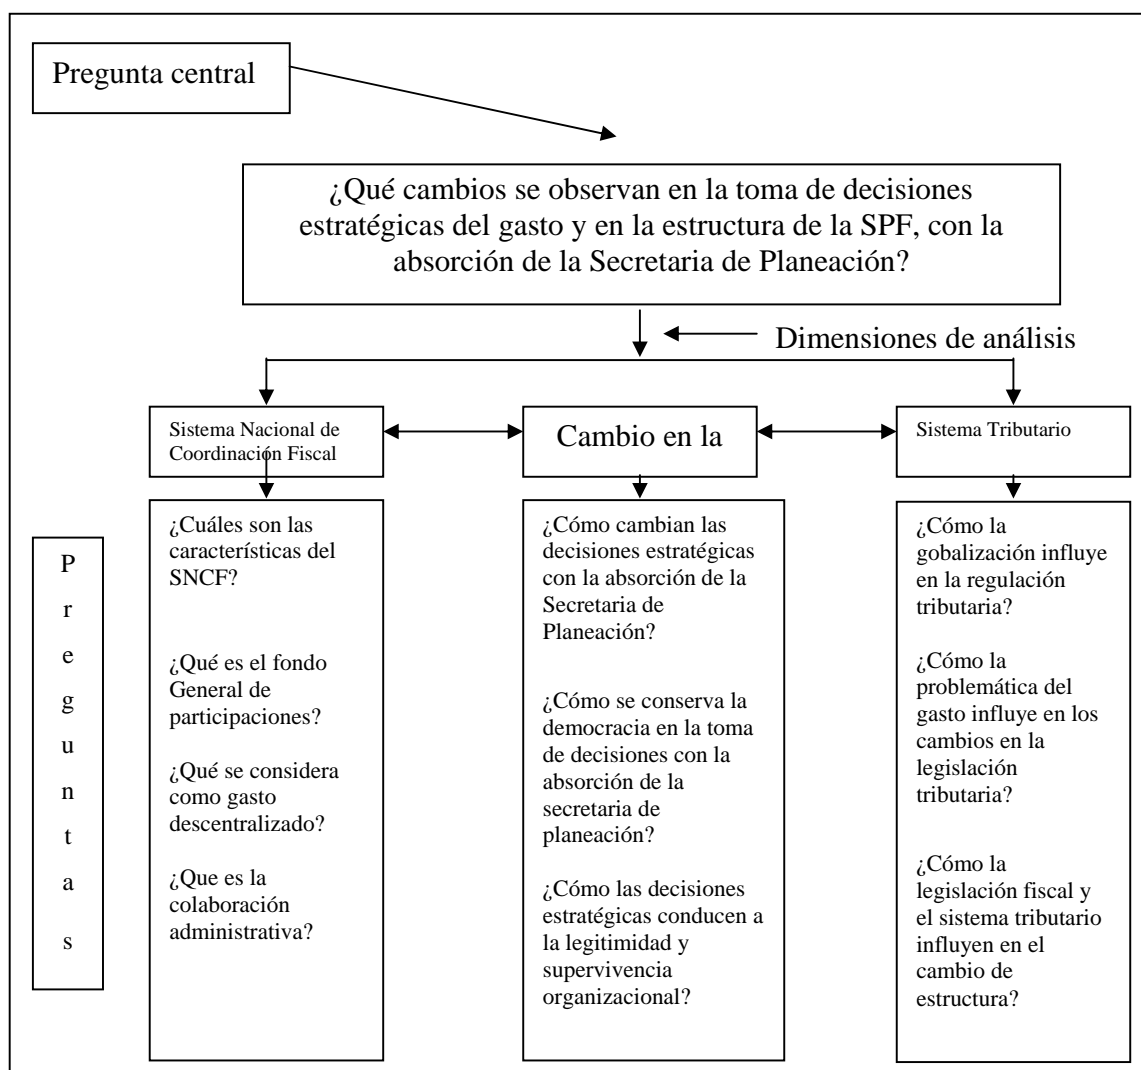 Pregunta central
¿Qué cambios se observan en la toma de decisiones
estratégicas del gasto y en la estructura de la SPF, con la
absorción de la Secretaria de Planeación?
Dimensiones de análisis
Sistema Nacional de
Coordinación Fiscal
Cambio en la
Sistema Tributario
P
r
e
g
u
n
t
a
s
¿Cuáles son las
características del
SNCF?
¿Qué es el fondo
General de
participaciones?
¿Qué se considera
como gasto
descentralizado?
¿Que es la
colaboración
administrativa?
¿Cómo cambian las
decisiones estratégicas
con la absorción de la
Secretaria de
Planeación?
¿Cómo se conserva la
democracia en la toma
de decisiones con la
absorción de la
secretaria de
planeación?
¿Cómo las decisiones
estratégicas conducen a
la legitimidad y
supervivencia
organizacional?
¿Cómo la
gobalización influye
en la regulación
tributaria?
¿Cómo la
problemática del
gasto influye en los
cambios en la
legislación
tributaria?
¿Cómo la
legislación fiscal y
el sistema tributario
influyen en el
cambio de
estructura?